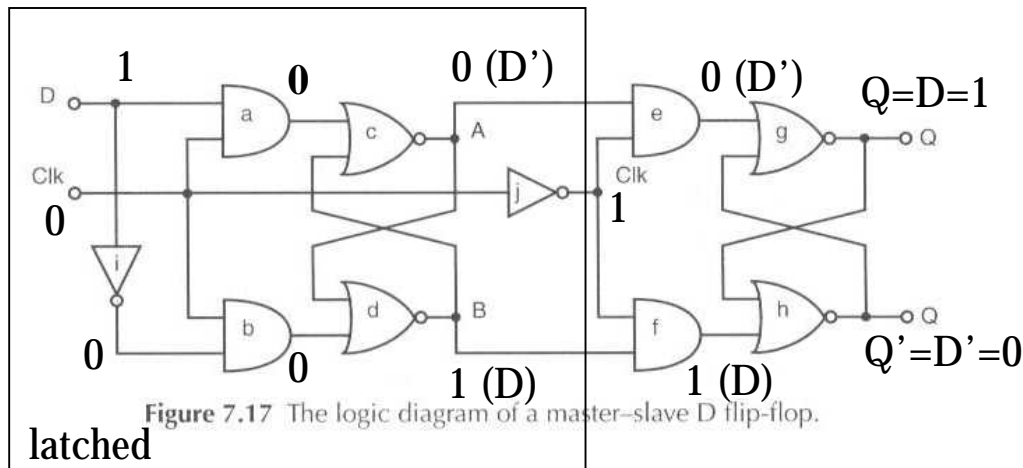 1
0
0 (D')
0 (D')
Q=D=1
D
a
c
A
e
g
Q
Clk
j
Clk
0
1
i
b
d
B
f
h
Q
0
0
1 (D)
1 (D)
Q'=D'=0
Figure 7.17 The logic diagram of a master–slave D flip-flop.
latched